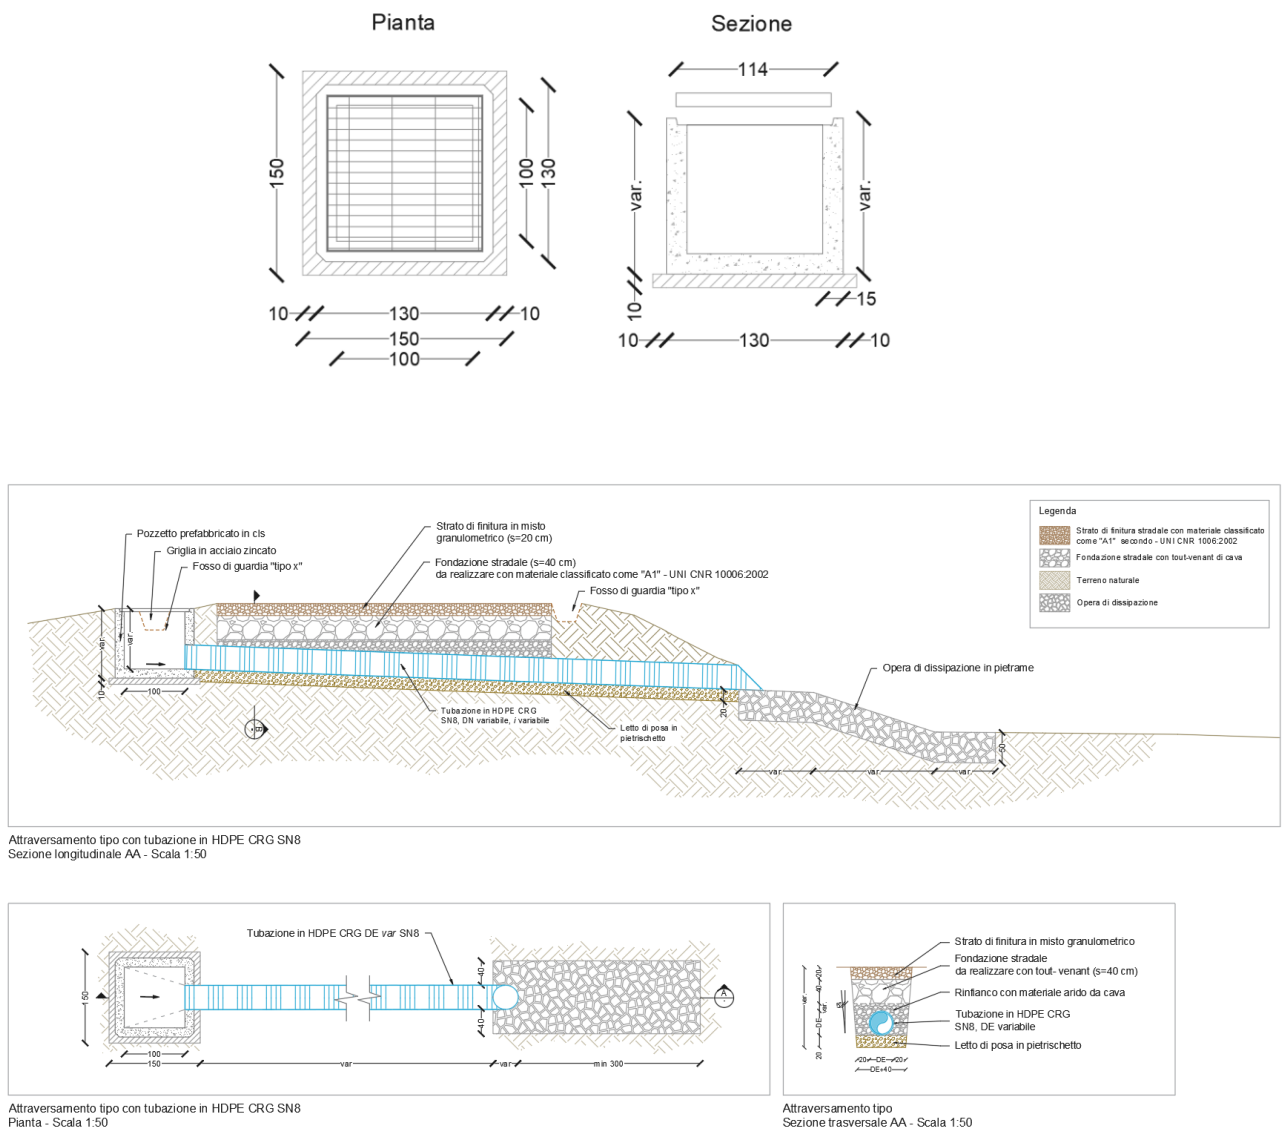 Pianta
Sezione
114
150
100
130
var.
var.
10
15
10
130
10
150
100
10
130
10
Legenda
Strato di finitura stradale con materiale classificato
come "A1" secondo - UNI CNR 1006:2002
Fondazione stradale con tout-venant di cava
Terreno naturale
Opera di dissipazione
Pozzetto prefabbricato in cls
Griglia in acciaio zincato
Fosso di guardia "tipo x"
Strato di finitura in misto
granulometrico (s=20 cm)
Fondazione stradale (s=40 cm)
da realizzare con materiale classificato come "A1" - UNI CNR 10006:2002
Fosso di guardia "tipo x"
Opera di dissipazione in pietrame
var.
var.
10
100
B
Tubazione in HDPE CRG
SN8, DN variabile, i variabile
Letto di posa in
pietrischetto
20
50
var.
var.
var.
Attraversamento tipo con tubazione in HDPE CRG SN8
Sezione longitudinale AA - Scala 1:50
Tubazione in HDPE CRG DE var SN8
150
40
40
A
100
150
var
var
min 300
Attraversamento tipo con tubazione in HDPE CRG SN8
Pianta - Scala 1:50
Strato di finitura in misto granulometrico
Fondazione stradale
da realizzare con tout- venant (s=40 cm)
Rinfianco con materiale arido da cava
Tubazione in HDPE CRG
SN8, DE variabile
Letto di posa in pietrischetto
var
20
40
var.
DE
20
20
DE
20
DE+40
Attraversamento tipo
Sezione trasversale AA - Scala 1:50